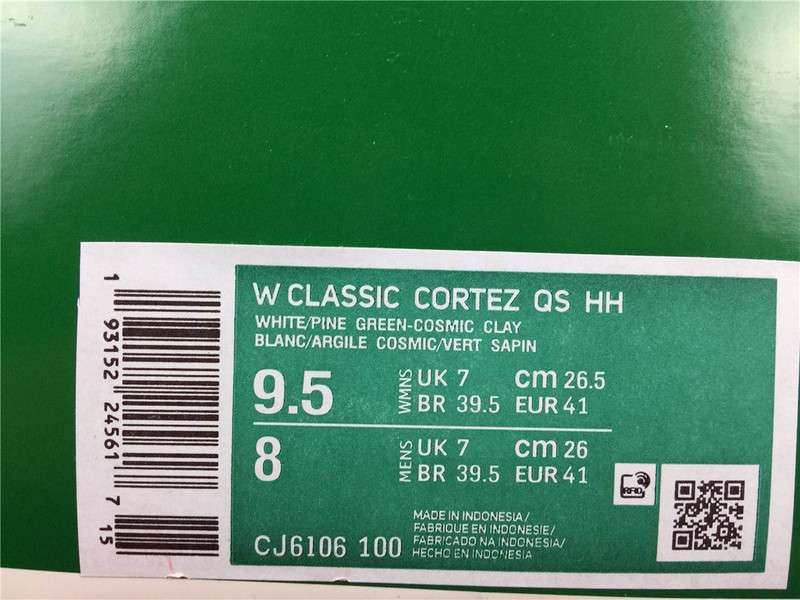 W CLASSIC CORTEZ QS HH
WHITE/PINE GREEN-COSMIC CLAY
BLANC/ARGILE COSMIC/VERT SAPIN
9.5 WMNS UK 7 cm 26.5
BR 39.5 EUR 41
8 MENS UK 7 cm 26
BR 39.5 EUR 41
CJ6106 100
MADE IN INDONESIA/
FABRIQUE EN INDONESIE/
FABRICADO NA INDONESIA/
HECHO EN INDONESIA
RFID
1 93152 24561 7 15